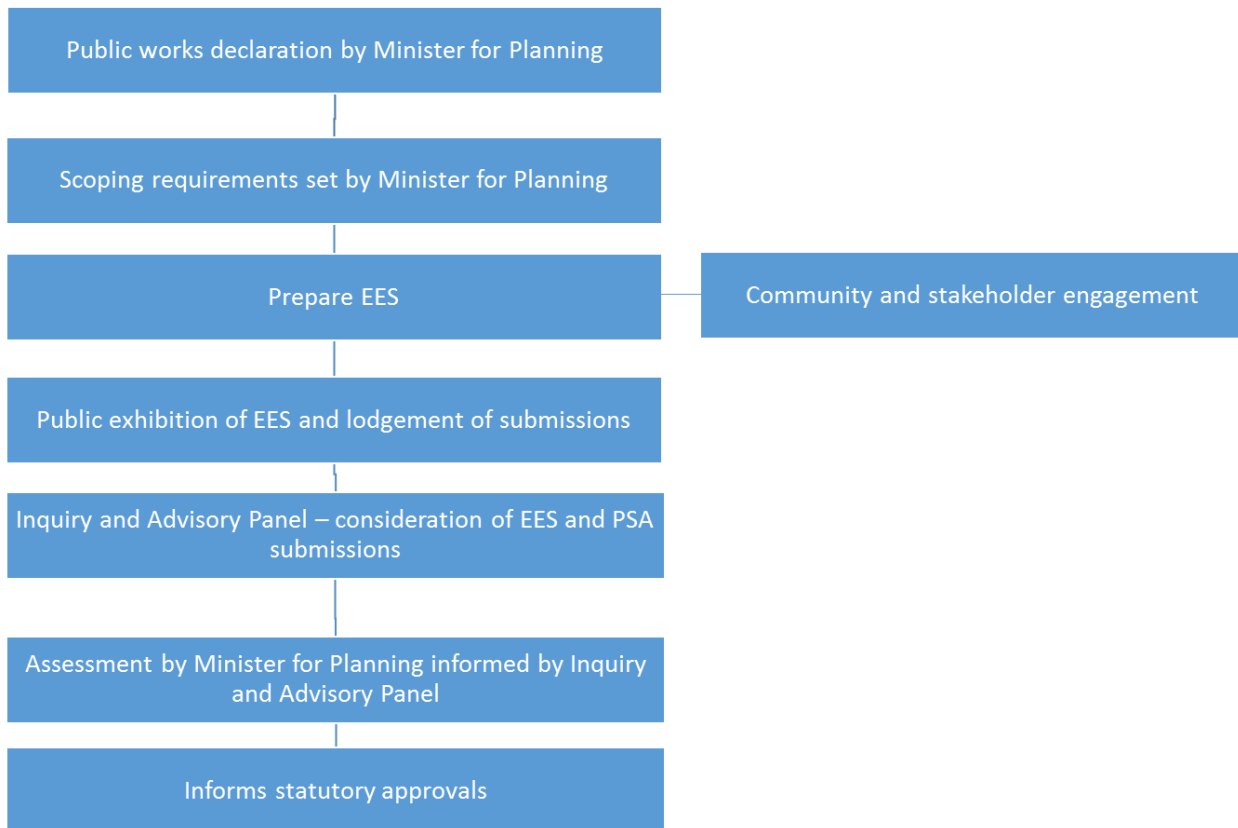 Public works declaration by Minister for Planning
Scoping requirements set by Minister for Planning
Prepare EES
Community and stakeholder engagement
Public exhibition of EES and lodgement of submissions
Inquiry and Advisory Panel – consideration of EES and PSA
submissions
Assessment by Minister for Planning informed by Inquiry
and Advisory Panel
Informs statutory approvals